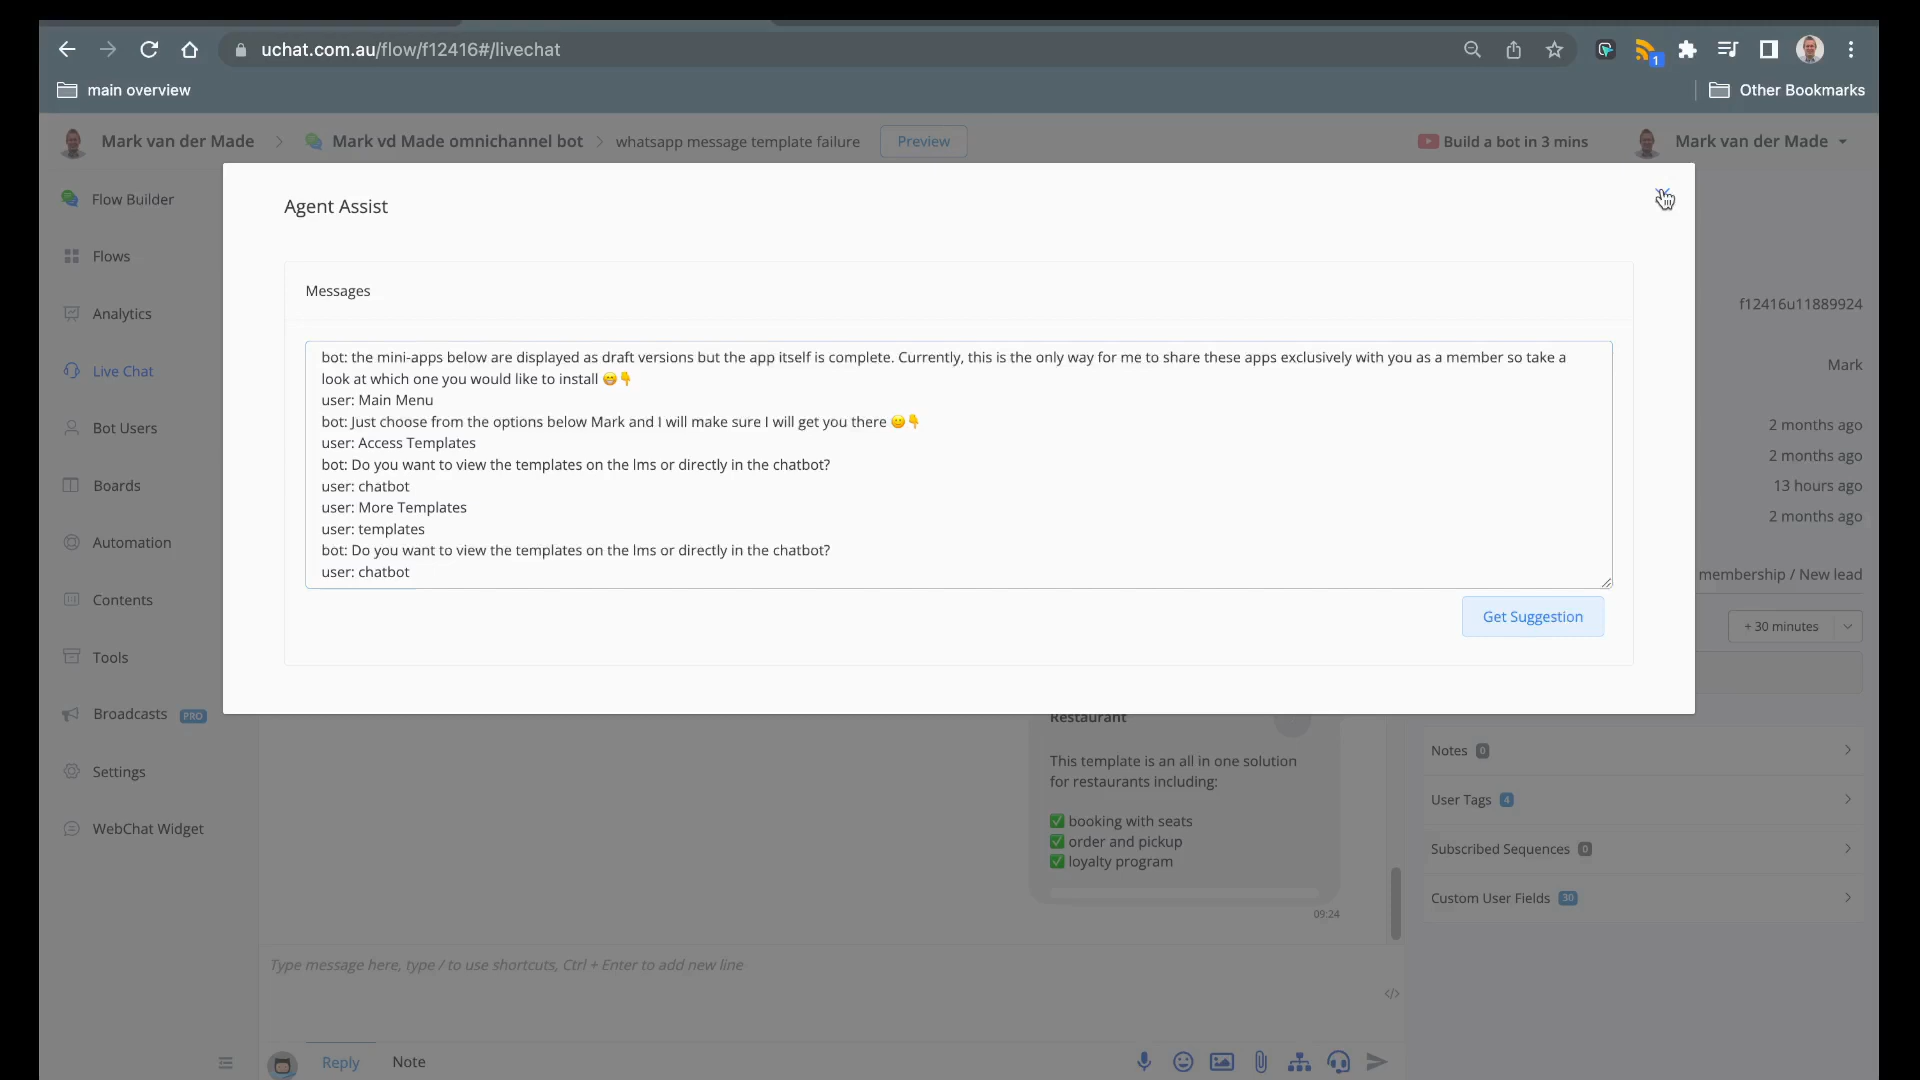 uchat.com.au/flow/f12416#/livechat
1
main overview
Other Bookmarks
Mark van der Made
Mark vd Made omnichannel bot
whatsapp message template failure
Preview
Build a bot in 3 mins
Mark van der Made
Flow Builder
Flows
Analytics
Live Chat
Bot Users
Boards
Automation
Contents
Tools
Broadcasts PRO
Settings
WebChat Widget
Agent Assist
Messages
bot: the mini-apps below are displayed as draft versions but the app itself is complete. Currently, this is the only way for me to share these apps exclusively with you as a member so take a
look at which one you would like to install 😁👇
user: Main Menu
bot: Just choose from the options below Mark and I will make sure I will get you there 🙂👇
user: Access Templates
bot: Do you want to view the templates on the lms or directly in the chatbot?
user: chatbot
user: More Templates
user: templates
bot: Do you want to view the templates on the lms or directly in the chatbot?
user: chatbot
Get Suggestion
f12416u11889924
Mark
2 months ago
2 months ago
13 hours ago
2 months ago
membership / New lead
+ 30 minutes
Restaurant
This template is an all in one solution
for restaurants including:
✅ booking with seats
✅ order and pickup
✅ loyalty program
09:24
Notes 0
User Tags 4
Subscribed Sequences 0
Custom User Fields 30
Type message here, type / to use shortcuts, Ctrl + Enter to add new line
Reply
Note